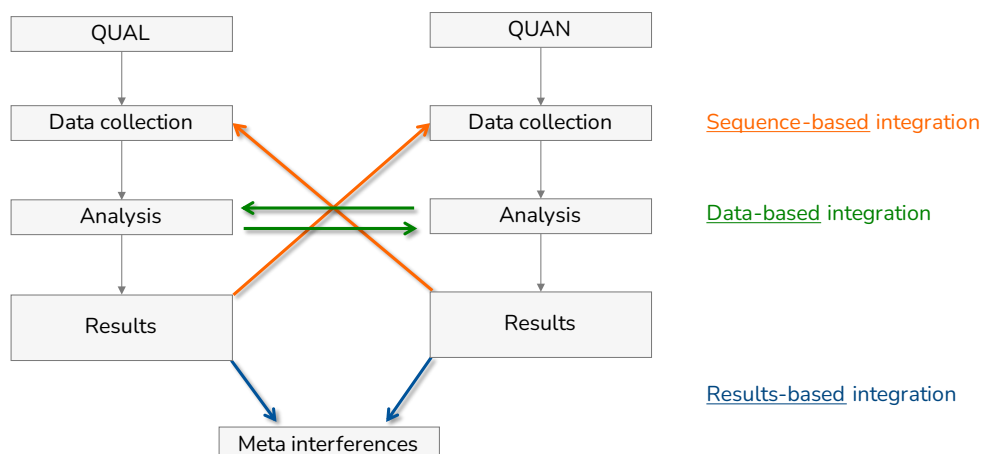 QUAL
QUAN
Data collection
Data collection
Sequence-based integration
Analysis
Analysis
Data-based integration
Results
Results
Results-based integration
Meta interferences